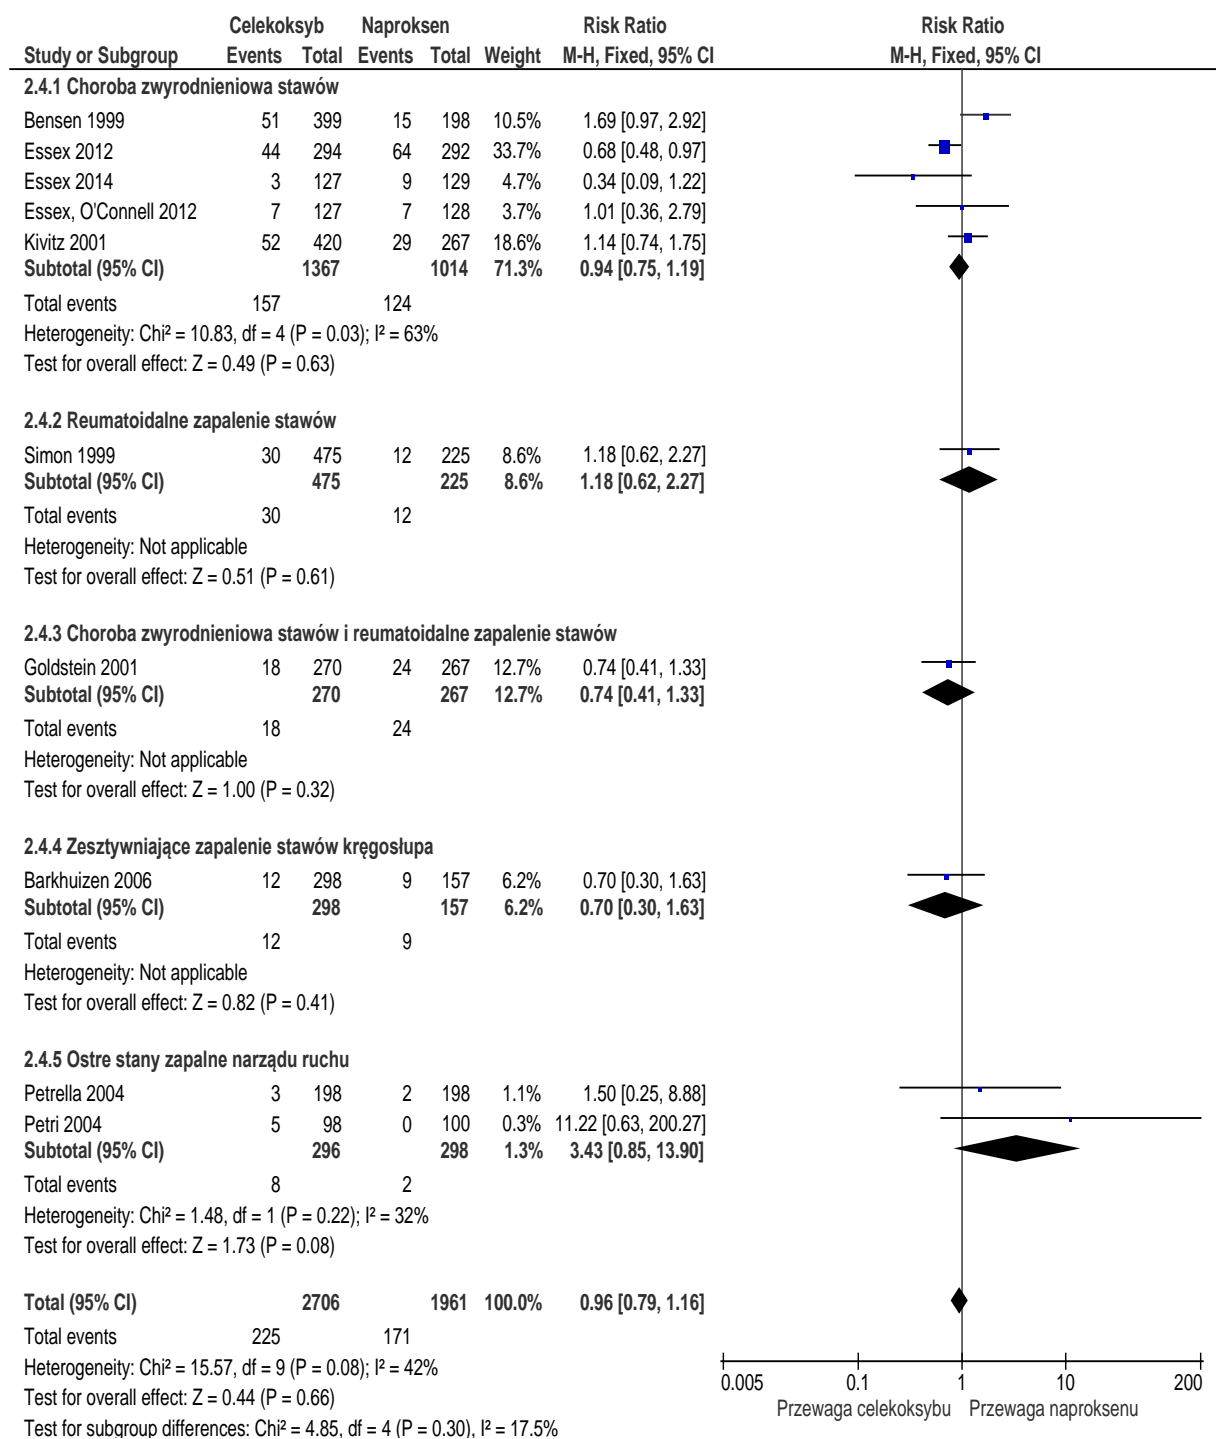 Celekoksyb Naproksen Risk Ratio Risk Ratio
Study or Subgroup Events Total Events Total Weight M-H, Fixed, 95% CI M-H, Fixed, 95% CI
2.4.1 Choroba zwyrodnieniowa stawów
Bensen 1999 51 399 15 198 10.5% 1.69 [0.97, 2.92]
Essex 2012 44 294 64 292 33.7% 0.68 [0.48, 0.97]
Essex 2014 3 127 9 129 4.7% 0.34 [0.09, 1.22]
Essex, O'Connell 2012 7 127 7 128 3.7% 1.01 [0.36, 2.79]
Kivitz 2001 52 420 29 267 18.6% 1.14 [0.74, 1.75]
Subtotal (95% CI) 1367 1014 71.3% 0.94 [0.75, 1.19]
Total events 157 124
Heterogeneity: Chi² = 10.83, df = 4 (P = 0.03); I² = 63%
Test for overall effect: Z = 0.49 (P = 0.63)
2.4.2 Reumatoidalne zapalenie stawów
Simon 1999 30 475 12 225 8.6% 1.18 [0.62, 2.27]
Subtotal (95% CI) 475 225 8.6% 1.18 [0.62, 2.27]
Total events 30 12
Heterogeneity: Not applicable
Test for overall effect: Z = 0.51 (P = 0.61)
2.4.3 Choroba zwyrodnieniowa stawów i reumatoidalne zapalenie stawów
Goldstein 2001 18 270 24 267 12.7% 0.74 [0.41, 1.33]
Subtotal (95% CI) 270 267 12.7% 0.74 [0.41, 1.33]
Total events 18 24
Heterogeneity: Not applicable
Test for overall effect: Z = 1.00 (P = 0.32)
2.4.4 Zesztywniające zapalenie stawów kręgosłupa
Barkhuizen 2006 12 298 9 157 6.2% 0.70 [0.30, 1.63]
Subtotal (95% CI) 298 157 6.2% 0.70 [0.30, 1.63]
Total events 12 9
Heterogeneity: Not applicable
Test for overall effect: Z = 0.82 (P = 0.41)
2.4.5 Ostre stany zapalne narządu ruchu
Petrella 2004 3 198 2 198 1.1% 1.50 [0.25, 8.88]
Petri 2004 5 98 0 100 0.3% 11.22 [0.63, 200.27]
Subtotal (95% CI) 296 298 1.3% 3.43 [0.85, 13.90]
Total events 8 2
Heterogeneity: Chi² = 1.48, df = 1 (P = 0.22); I² = 32%
Test for overall effect: Z = 1.73 (P = 0.08)
Total (95% CI) 2706 1961 100.0% 0.96 [0.79, 1.16]
Total events 225 171
Heterogeneity: Chi² = 15.57, df = 9 (P = 0.08); I² = 42%
Test for overall effect: Z = 0.44 (P = 0.66)
Test for subgroup differences: Chi² = 4.85, df = 4 (P = 0.30), I² = 17.5%
0.005 0.1 1 10 200
Przewaga celekoksybu Przewaga naproksenu